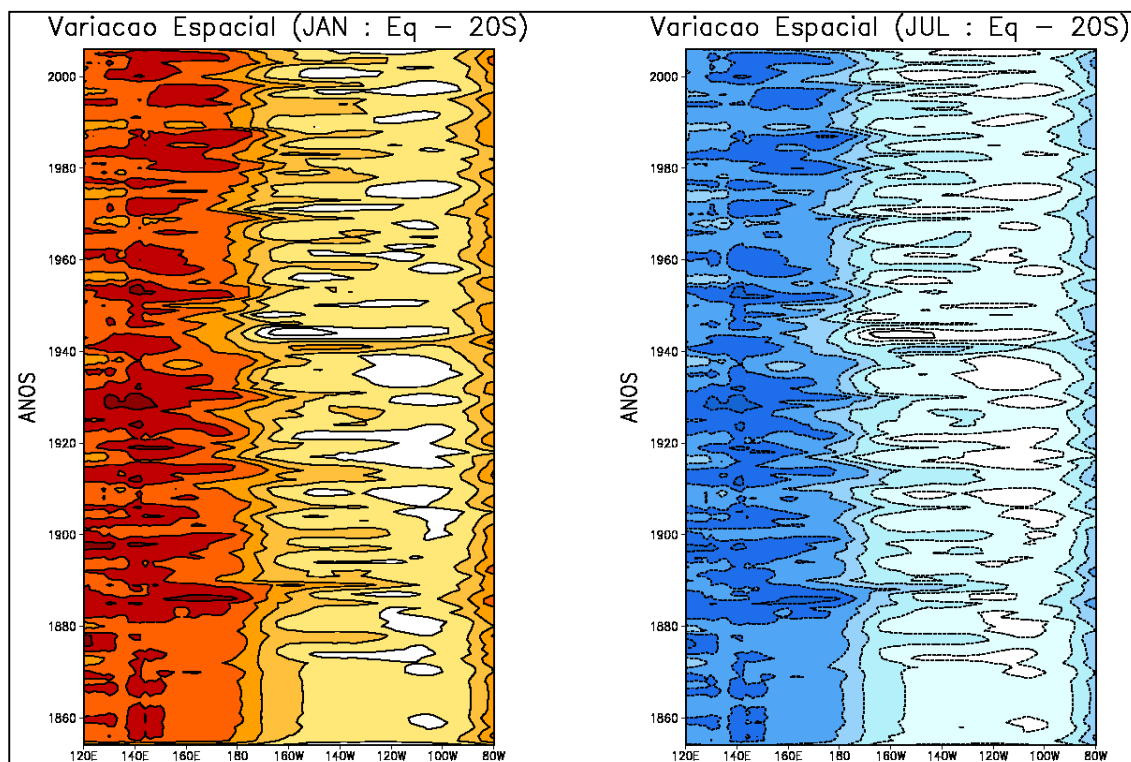 Variacao Espacial (JAN : Eq – 20S)
ANOS
2000
1980
1960
1940
1920
1900
1880
1860
120E 140E 160E 180 160W 140W 120W 100W 80W
Variacao Espacial (JUL : Eq – 20S)
ANOS
2000
1980
1960
1940
1920
1900
1880
1860
120E 140E 160E 180 160W 140W 120W 100W 80W